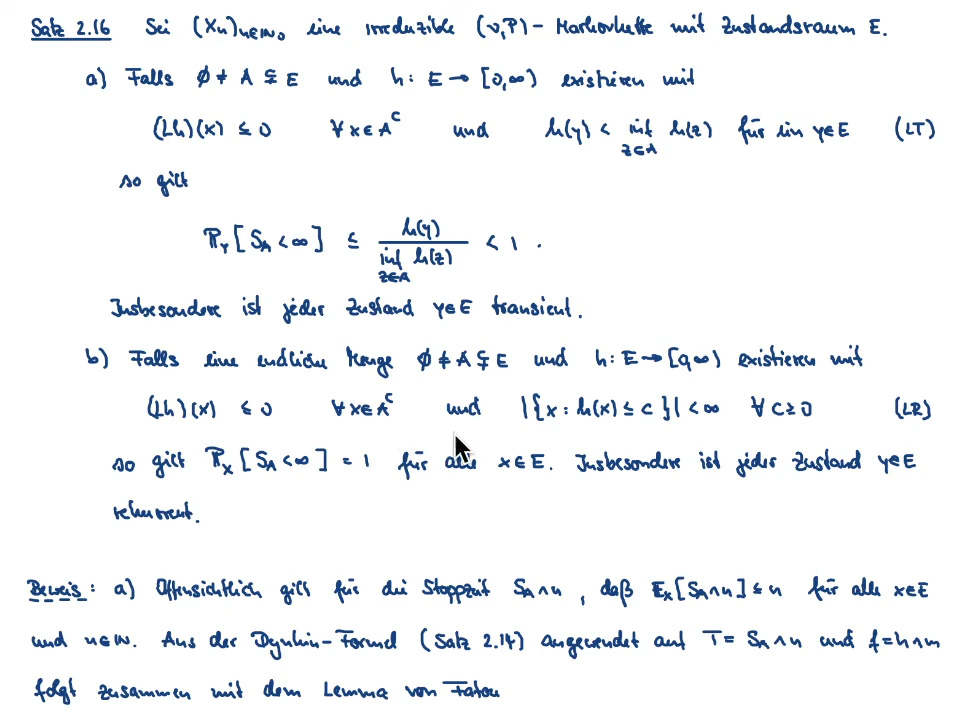 Satz 2.16 Sei (Xn)n∈ℕ₀ eine irreduzible (ν,P)-Markovkette mit Zustandsraum E.
a) Falls ∅ ≠ A ⊊ E und h: E → [0,∞) existieren mit
(Lh)(x) ≤ 0 ∀ x∈Aᶜ und h(y) < inf_{z∈A} h(z) für ein y∈E (LT)
so gilt
ℙ_y[S_A < ∞] ≤ h(y) / inf_{z∈A} h(z) < 1 .
Insbesondere ist jeder Zustand y∈E transient.
b) Falls eine endliche Menge ∅ ≠ A ⊊ E und h: E → [0,∞) existieren mit
(Lh)(x) ≤ 0 ∀ x∈Aᶜ und |{x : h(x) ≤ c}| < ∞ ∀ c≥0 (LR)
so gilt ℙ_x[S_A < ∞] = 1 für alle x∈E. Insbesondere ist jeder Zustand y∈E
rekurrent.
Beweis: a) Offensichtlich gilt für die Stoppzeit S_A∧n, daß 𝔼_x[S_A∧n] ≤ n für alle x∈E
und n∈ℕ. Aus der Dynkin-Formel (Satz 2.14) angewendet auf T = S_A∧n und f = h∧m
folgt zusammen mit dem Lemma von Fatou